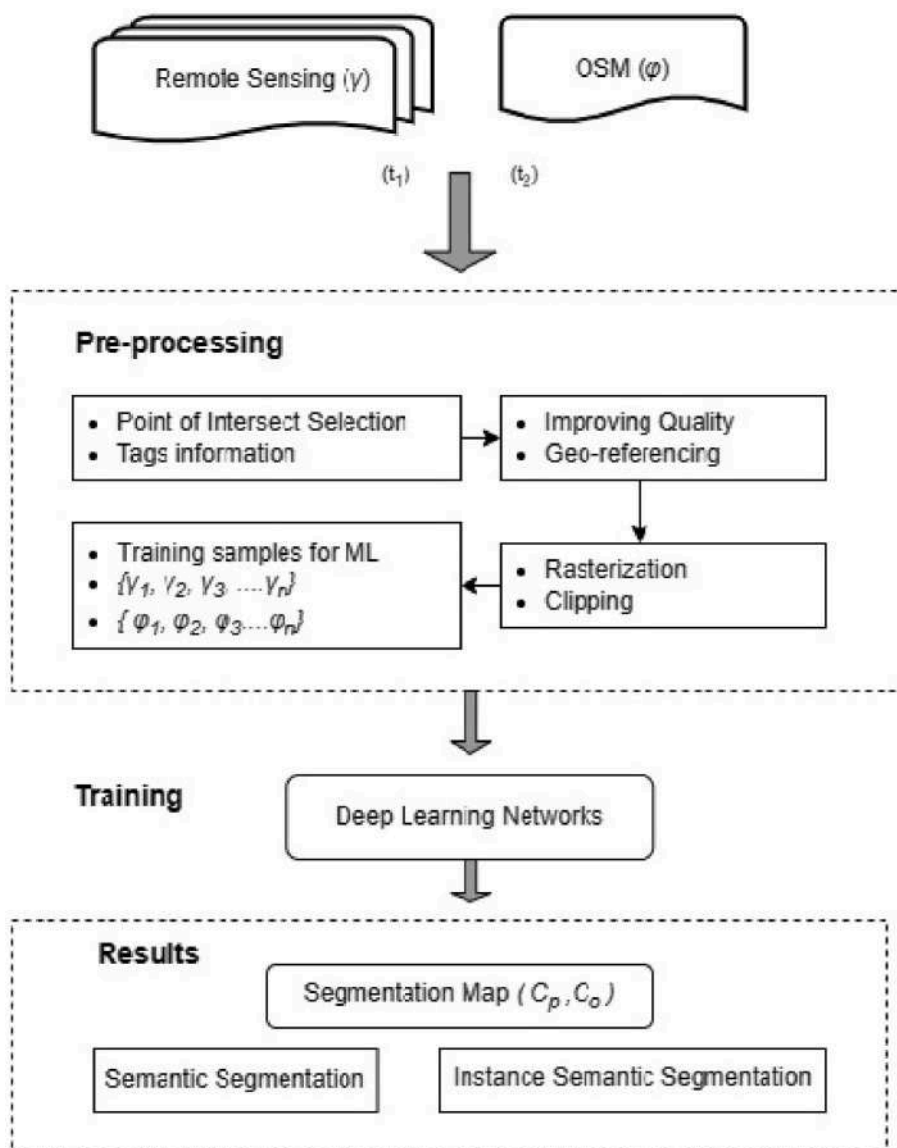 Remote Sensing (γ)
OSM (φ)
(t₁)
(t₂)
Pre-processing
• Point of Intersect Selection
• Tags information
• Improving Quality
• Geo-referencing
• Rasterization
• Clipping
• Training samples for ML
• {γ₁, γ₂, γ₃, ....γₙ}
• { φ₁, φ₂, φ₃....φₙ}
Training
Deep Learning Networks
Results
Segmentation Map ( Cₚ , Cₒ )
Semantic Segmentation
Instance Semantic Segmentation